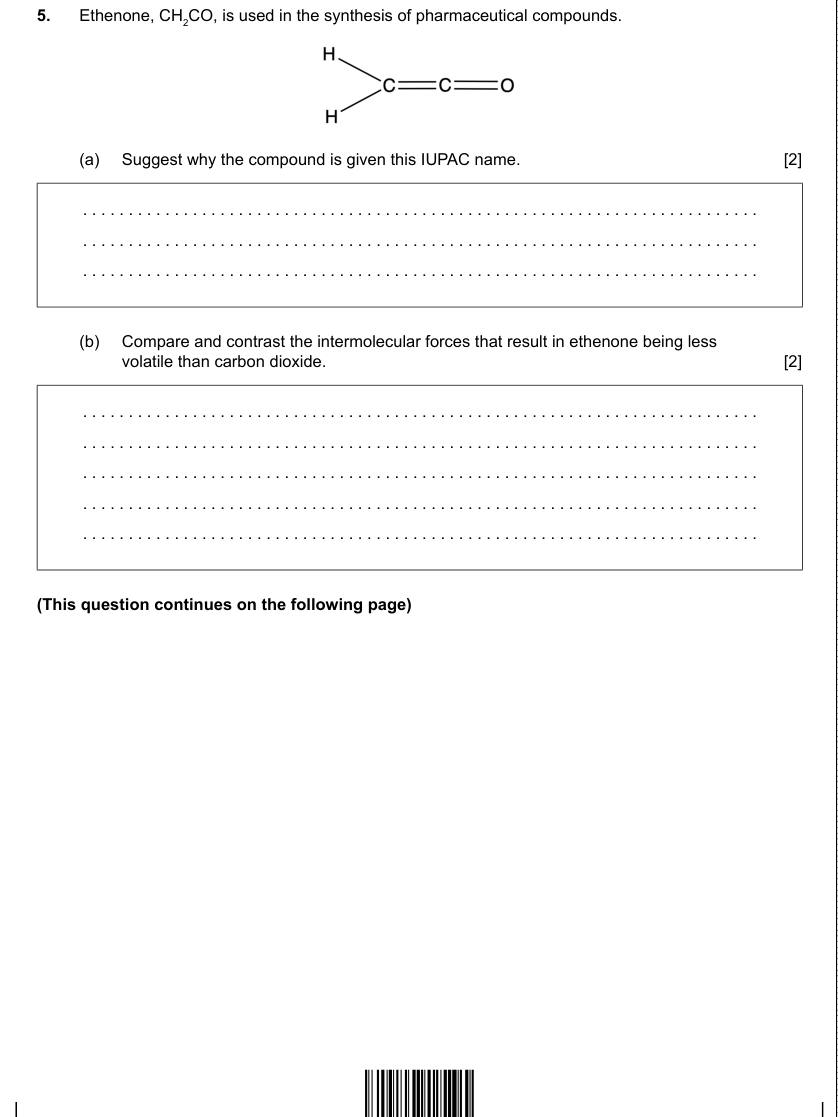 5. Ethenone, CH₂CO, is used in the synthesis of pharmaceutical compounds.
H
C C O
H
(a) Suggest why the compound is given this IUPAC name. [2]
(b) Compare and contrast the intermolecular forces that result in ethenone being less
volatile than carbon dioxide. [2]
(This question continues on the following page)